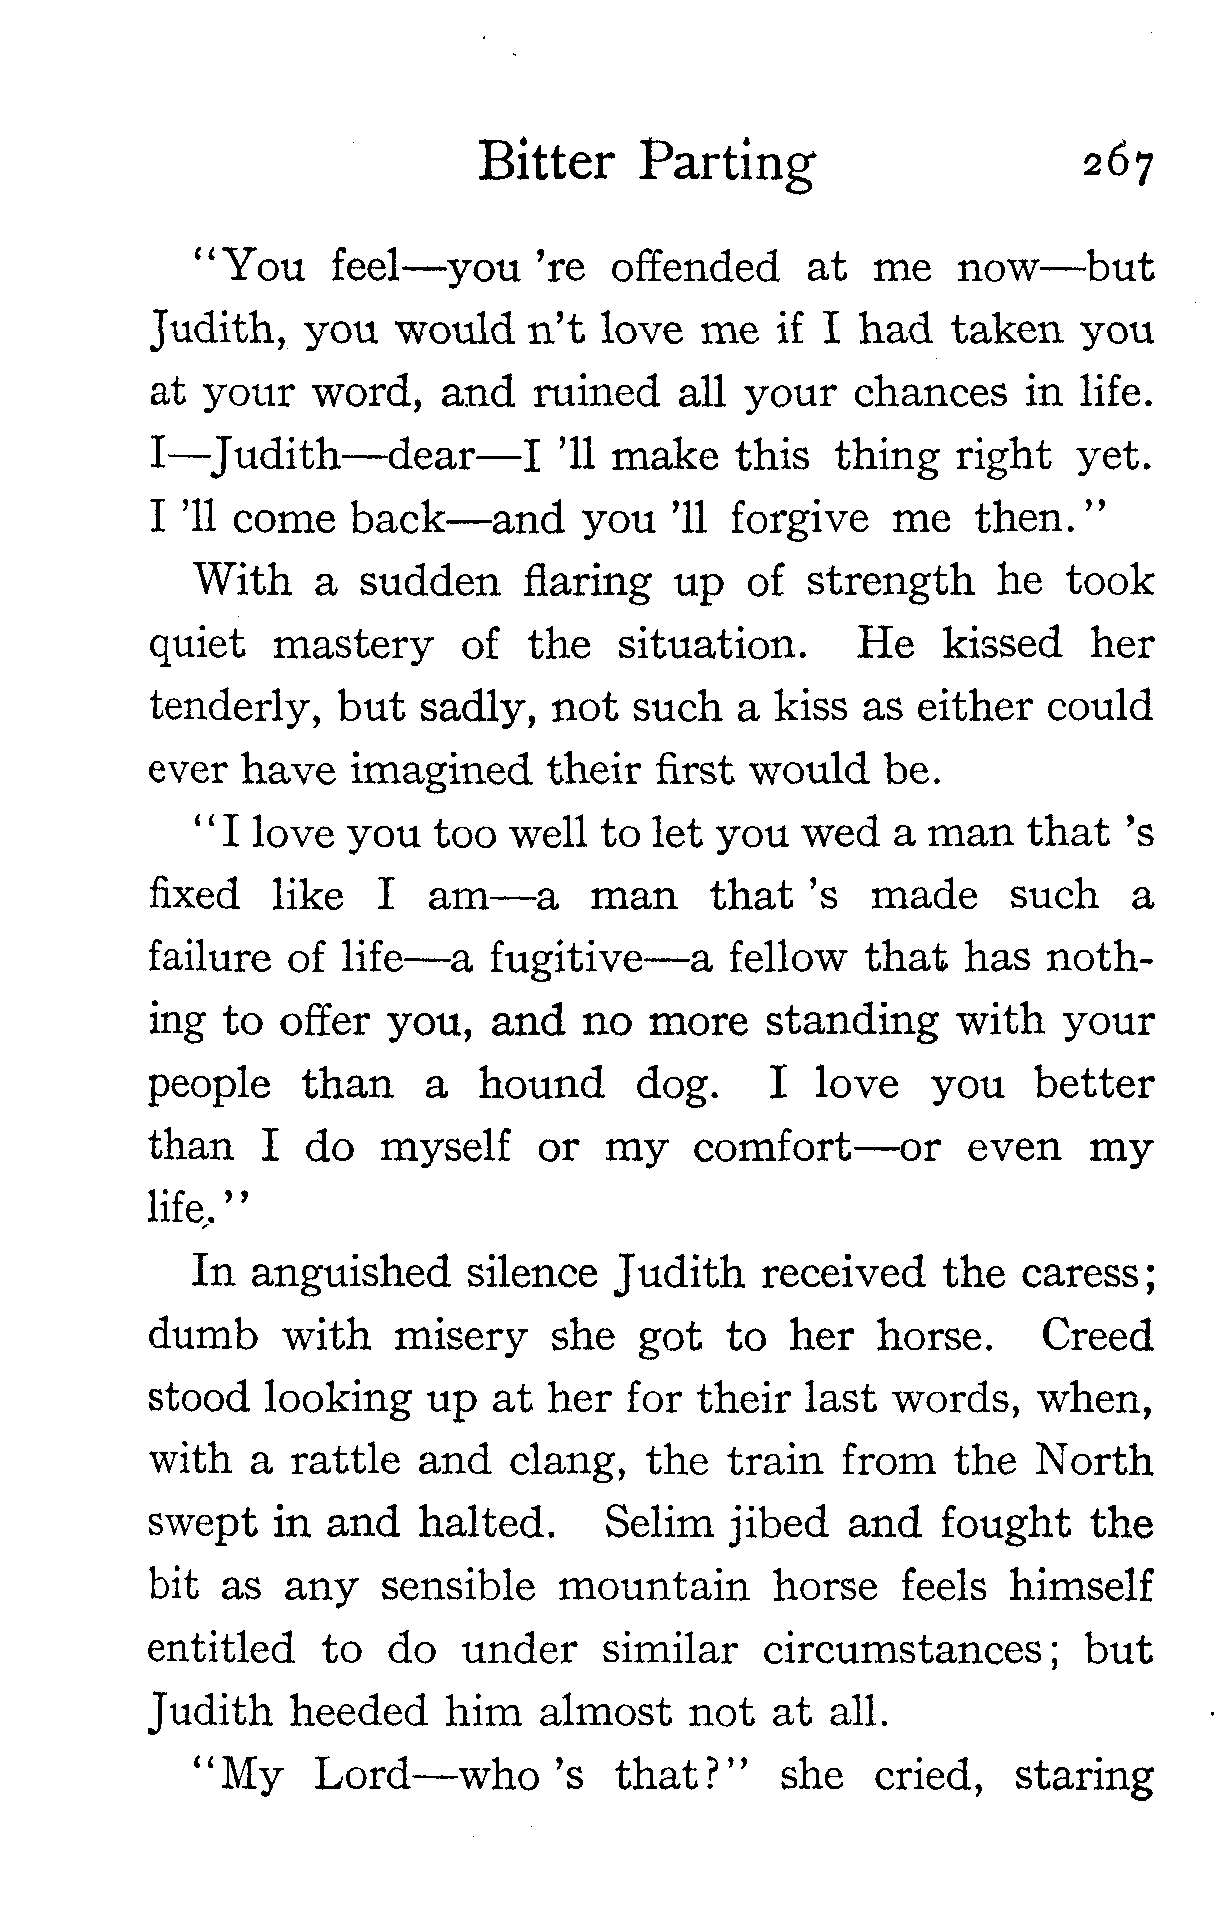 Bitter Parting 267
"You feel—you 're offended at me now—but
Judith, you would n't love me if I had taken you
at your word, and ruined all your chances in life.
I—Judith—dear—I 'll make this thing right yet.
I 'll come back—and you 'll forgive me then."
With a sudden flaring up of strength he took
quiet mastery of the situation. He kissed her
tenderly, but sadly, not such a kiss as either could
ever have imagined their first would be.
"I love you too well to let you wed a man that 's
fixed like I am—a man that 's made such a
failure of life—a fugitive—a fellow that has noth-
ing to offer you, and no more standing with your
people than a hound dog. I love you better
than I do myself or my comfort—or even my
life."
In anguished silence Judith received the caress;
dumb with misery she got to her horse. Creed
stood looking up at her for their last words, when,
with a rattle and clang, the train from the North
swept in and halted. Selim jibed and fought the
bit as any sensible mountain horse feels himself
entitled to do under similar circumstances; but
Judith heeded him almost not at all.
"My Lord—who 's that?" she cried, staring